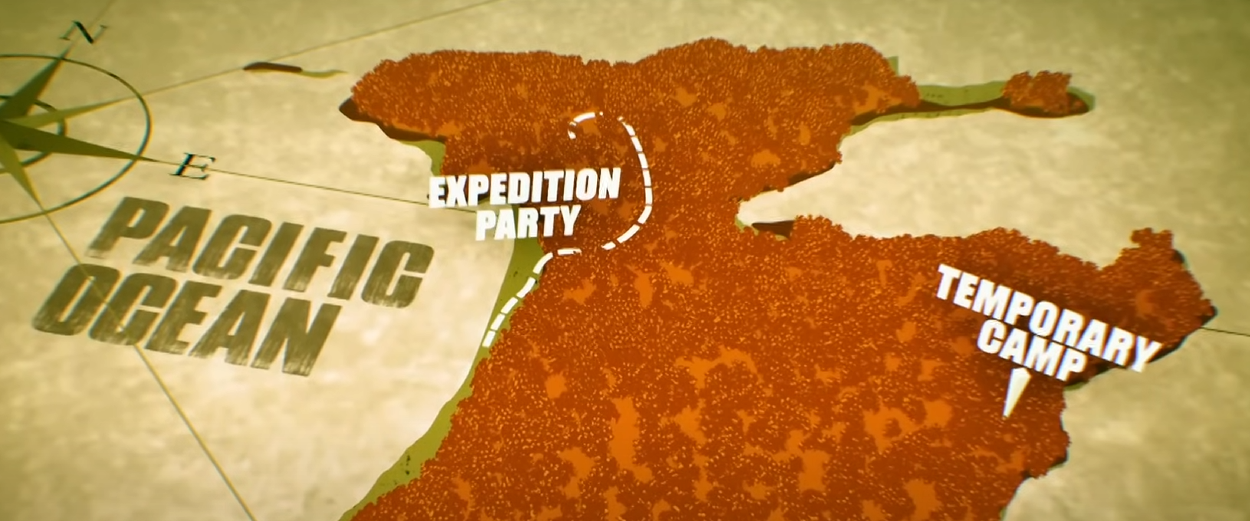 N
E
PACIFIC
OCEAN
EXPEDITION
PARTY
TEMPORARY
CAMP